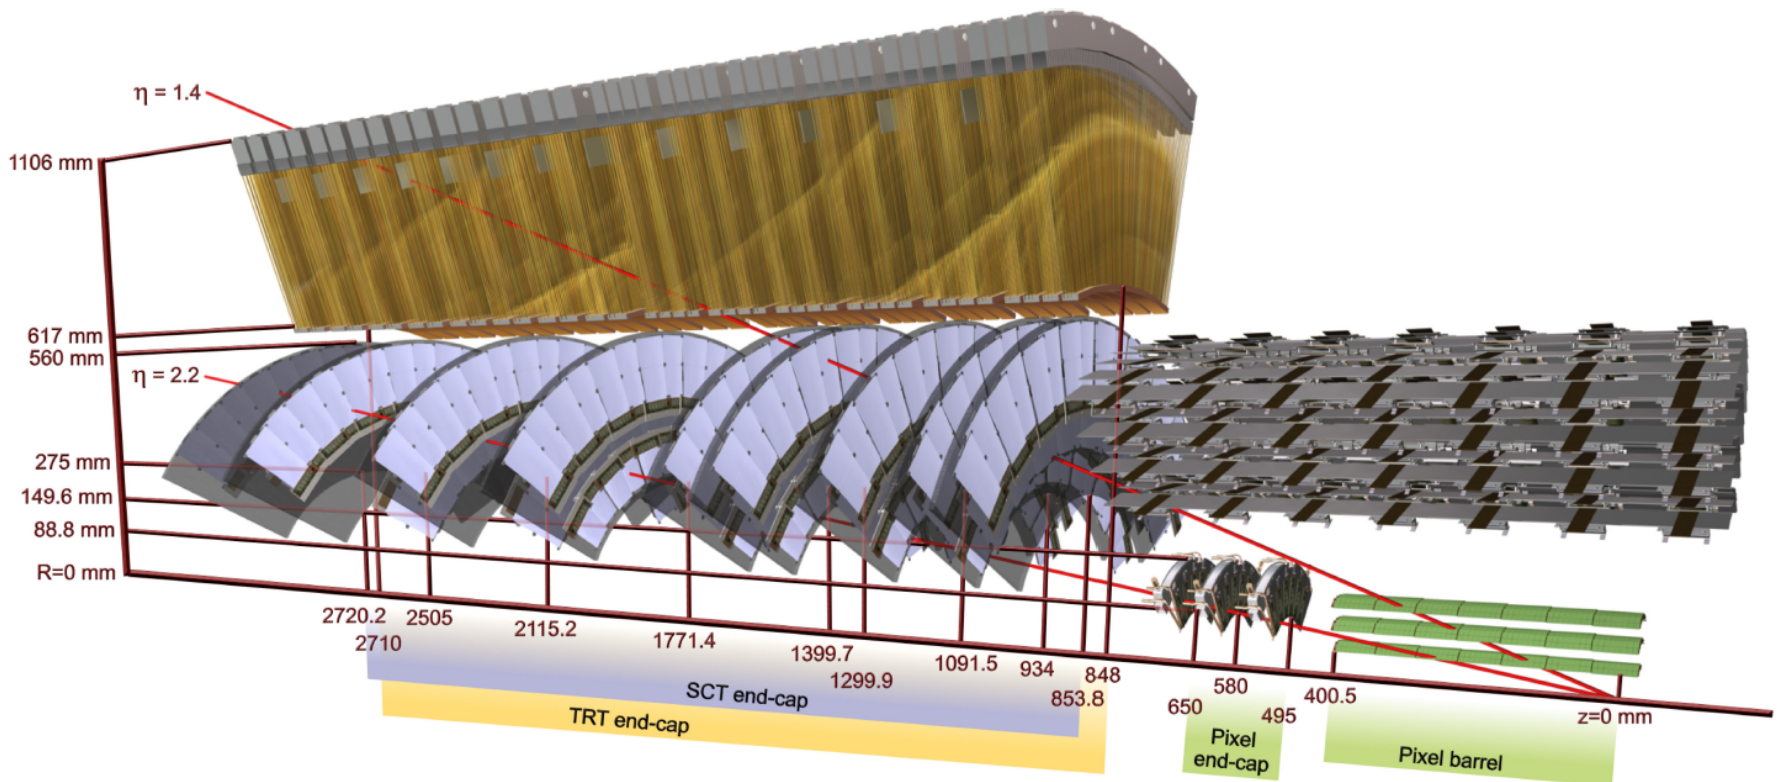 η = 1.4
1106 mm
617 mm
560 mm
η = 2.2
275 mm
149.6 mm
88.8 mm
R=0 mm
2720.2
2710
2505
2115.2
1771.4
1399.7
1299.9
1091.5
934
853.8
848
650
580
495
400.5
z=0 mm
SCT end-cap
TRT end-cap
Pixel
end-cap
Pixel barrel